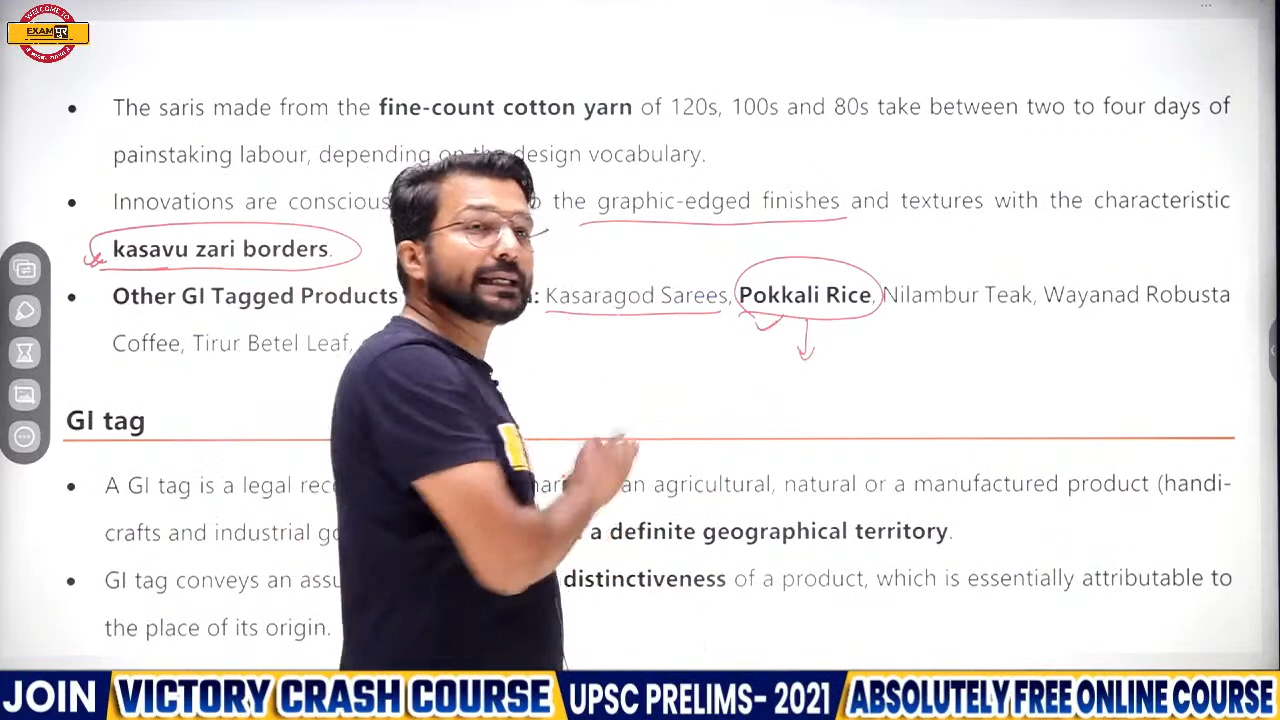 WELCOME TO
EXAM पुर
The saris made from the fine-count cotton yarn of 120s, 100s and 80s take between two to four days of
painstaking labour, depending on the design vocabulary.
Innovations are conscious the graphic-edged finishes and textures with the characteristic
kasavu zari borders.
Other GI Tagged Products : Kasaragod Sarees, Pokkali Rice, Nilambur Teak, Wayanad Robusta
Coffee, Tirur Betel Leaf,
GI tag
A GI tag is a legal an agricultural, natural or a manufactured product (handi-
crafts and industrial a definite geographical territory.
GI tag conveys an distinctiveness of a product, which is essentially attributable to
the place of its origin.
JOIN VICTORY CRASH COURSE UPSC PRELIMS- 2021 ABSOLUTELY FREE ONLINE COURSE